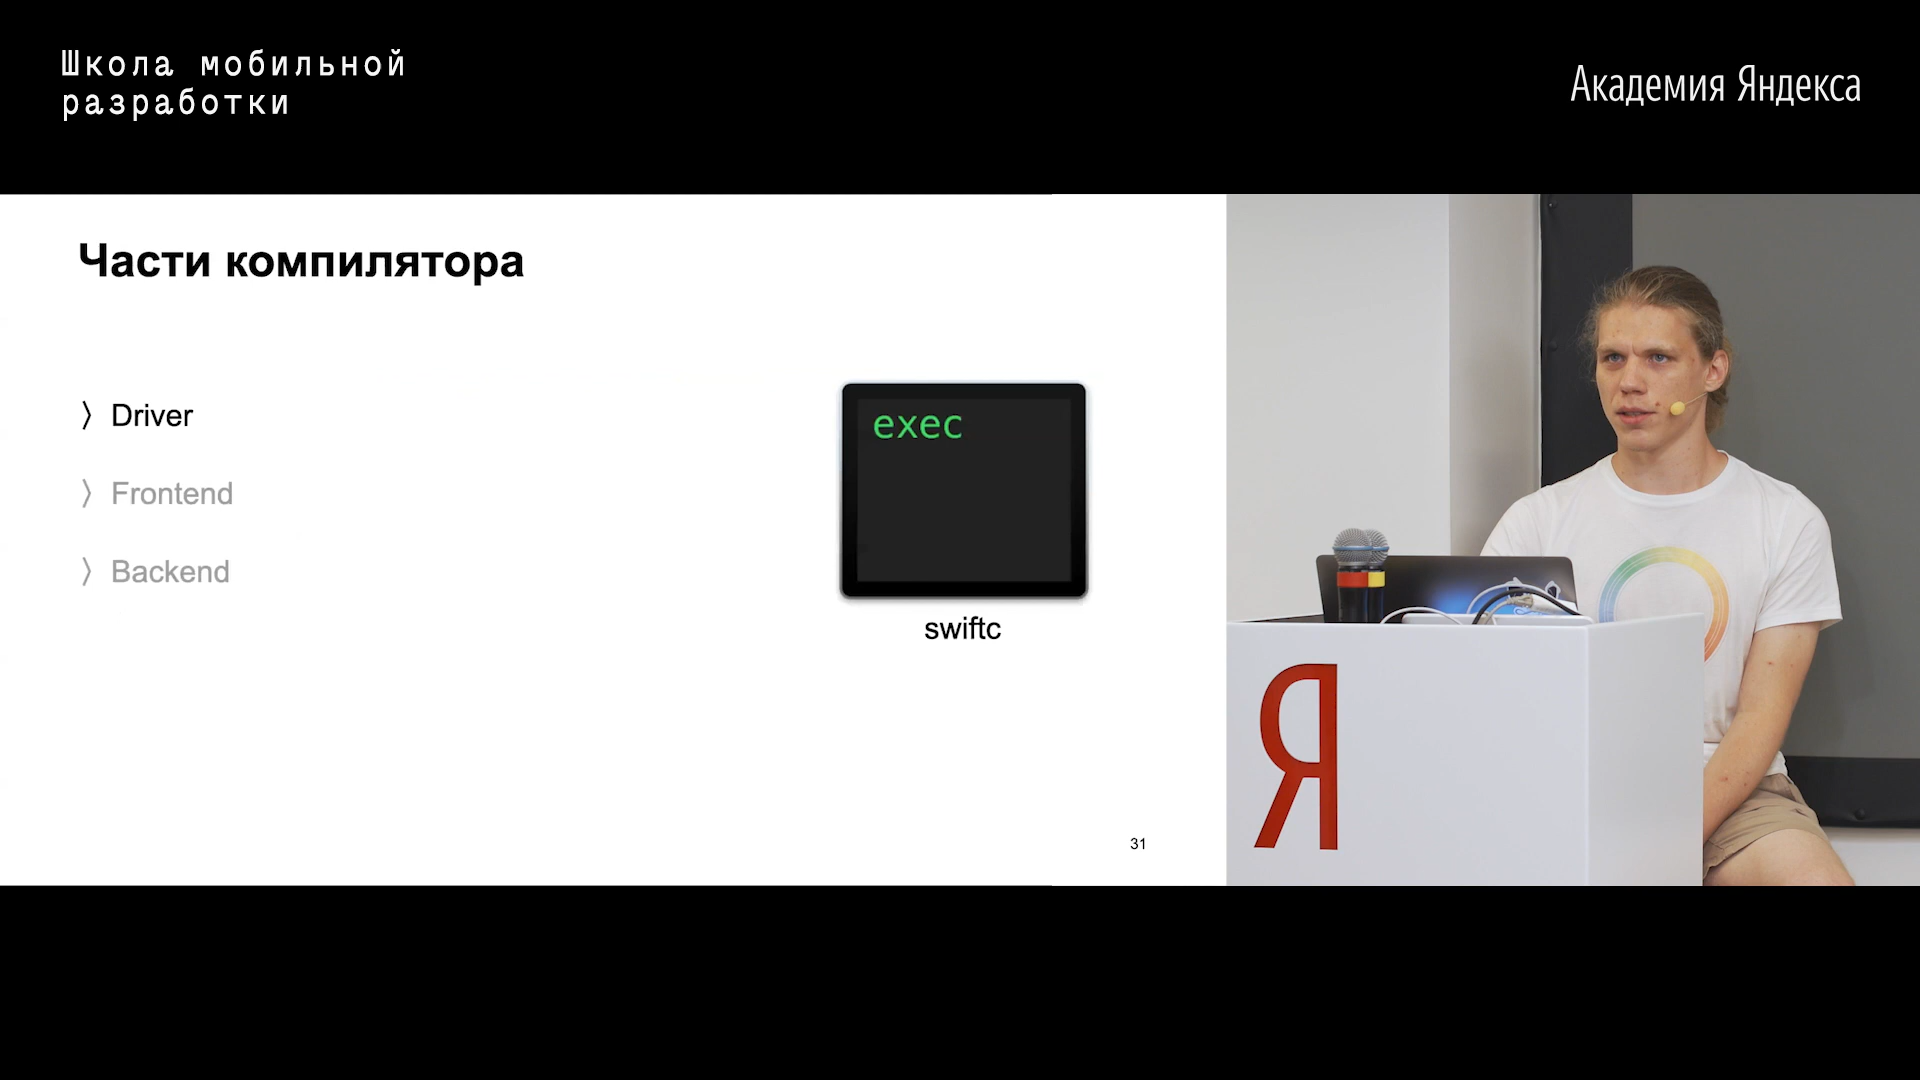 Школа мобильной
разработки
Академия Яндекса
Части компилятора
〉 Driver
〉 Frontend
〉 Backend
exec
swiftc
31
Я